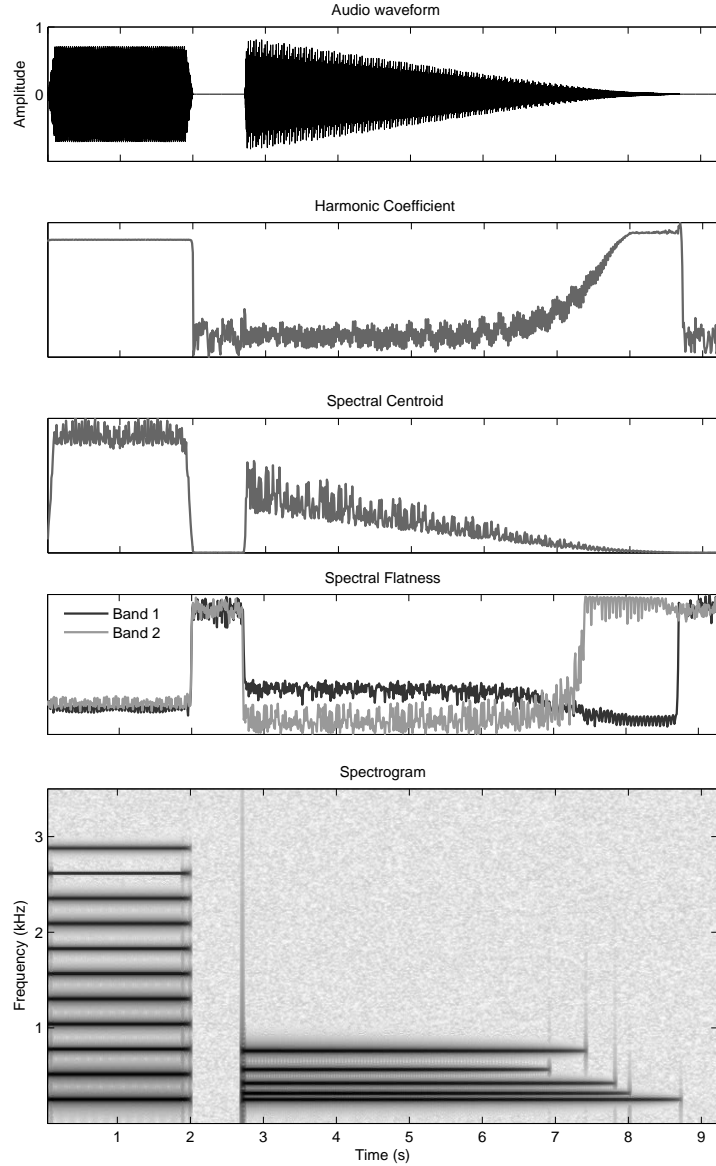 Audio waveform
1
0
Amplitude
Harmonic Coefficient
Spectral Centroid
Spectral Flatness
Band 1
Band 2
Spectrogram
3
2
1
Frequency (kHz)
1 2 3 4 5 6 7 8 9
Time (s)